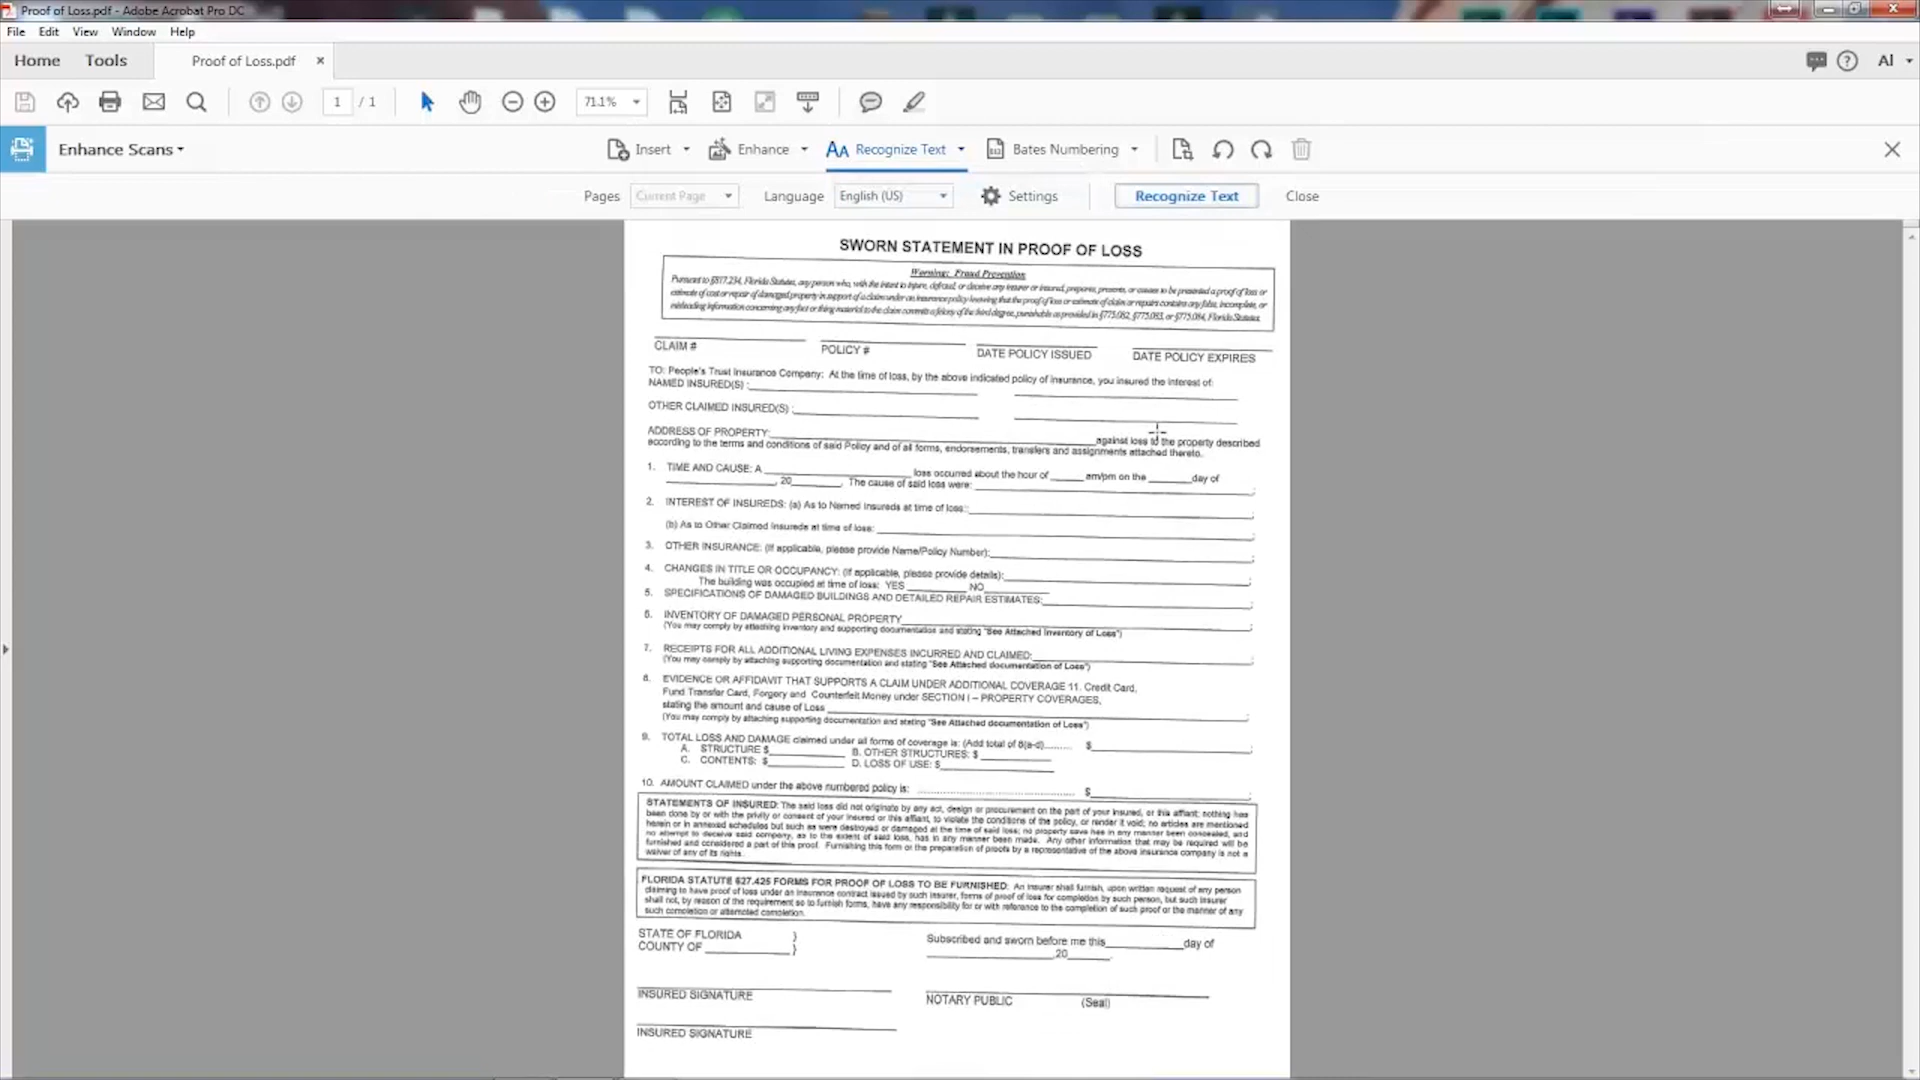 Proof of Loss.pdf - Adobe Acrobat Pro DC
File Edit View Window Help
Home Tools Proof of Loss.pdf × Al
1 / 1 71.1%
Enhance Scans Insert Enhance Recognize Text Bates Numbering
Pages Current Page Language English (US) Settings Recognize Text Close
SWORN STATEMENT IN PROOF OF LOSS
Warning: Fraud Prevention
Pursuant to §817.234, Florida Statutes, any person who, with the intent to injure, defraud, or deceive any insurer or insured, prepares, presents, or causes to be presented a proof of loss or
estimate of cost or repair of damaged property in support of a claim under an insurance policy knowing that the proof of loss or estimate of claim or repairs contains any false, incomplete, or
misleading information concerning any fact or thing material to the claim commits a felony of the third degree, punishable as provided in §775.082, §775.083, or §775.084, Florida Statutes.
CLAIM # POLICY # DATE POLICY ISSUED DATE POLICY EXPIRES
TO: People's Trust Insurance Company: At the time of loss, by the above indicated policy of insurance, you insured the interest of:
NAMED INSURED(S) :
OTHER CLAIMED INSURED(S) :
ADDRESS OF PROPERTY: against loss to the property described
according to the terms and conditions of said Policy and of all forms, endorsements, transfers and assignments attached thereto.
1. TIME AND CAUSE: A loss occurred about the hour of am/pm on the day of
, 20 . The cause of said loss were: ;
2. INTEREST OF INSUREDS: (a) As to Named Insureds at time of loss: ;
(b) As to Other Claimed Insureds at time of loss: ;
3. OTHER INSURANCE: (If applicable, please provide Name/Policy Number): ;
4. CHANGES IN TITLE OR OCCUPANCY: (If applicable, please provide details): ;
The building was occupied at time of loss: YES NO
5. SPECIFICATIONS OF DAMAGED BUILDINGS AND DETAILED REPAIR ESTIMATES: ;
6. INVENTORY OF DAMAGED PERSONAL PROPERTY ;
(You may comply by attaching inventory and supporting documentation and stating "See Attached Inventory of Loss")
7. RECEIPTS FOR ALL ADDITIONAL LIVING EXPENSES INCURRED AND CLAIMED: ;
(You may comply by attaching supporting documentation and stating "See Attached documentation of Loss")
8. EVIDENCE OR AFFIDAVIT THAT SUPPORTS A CLAIM UNDER ADDITIONAL COVERAGE 11. Credit Card,
Fund Transfer Card, Forgery and Counterfeit Money under SECTION I – PROPERTY COVERAGES,
stating the amount and cause of Loss ;
(You may comply by attaching supporting documentation and stating "See Attached documentation of Loss")
9. TOTAL LOSS AND DAMAGE claimed under all forms of coverage is: (Add total of 8(a-d)......... $ ;
A. STRUCTURE $ B. OTHER STRUCTURES: $
C. CONTENTS: $ D. LOSS OF USE: $
10. AMOUNT CLAIMED under the above numbered policy is: ................................................ $ ;
STATEMENTS OF INSURED: The said loss did not originate by any act, design or procurement on the part of your Insured, or this affiant; nothing has
been done by or with the privity or consent of your insured or this affiant, to violate the conditions of the policy, or render it void; no articles are mentioned
herein or in annexed schedules but such as were destroyed or damaged at the time of said loss; no property save has in any manner been concealed, and
no attempt to deceive said company, as to the extent of said loss, has in any manner been made. Any other information that may be required will be
furnished and considered a part of this proof. Furnishing this form or the preparation of proofs by a representative of the above insurance company is not a
waiver of any of its rights.
FLORIDA STATUTE 627.425 FORMS FOR PROOF OF LOSS TO BE FURNISHED: An insurer shall furnish, upon written request of any person
claiming to have proof of loss under an insurance contract issued by such insurer, forms of proof of loss for completion by such person, but such insurer
shall not, by reason of the requirement so to furnish forms, have any responsibility for or with reference to the completion of such proof or the manner of any
such completion or attempted completion.
STATE OF FLORIDA } Subscribed and sworn before me this day of
COUNTY OF } ,20 .
INSURED SIGNATURE NOTARY PUBLIC (Seal)
INSURED SIGNATURE